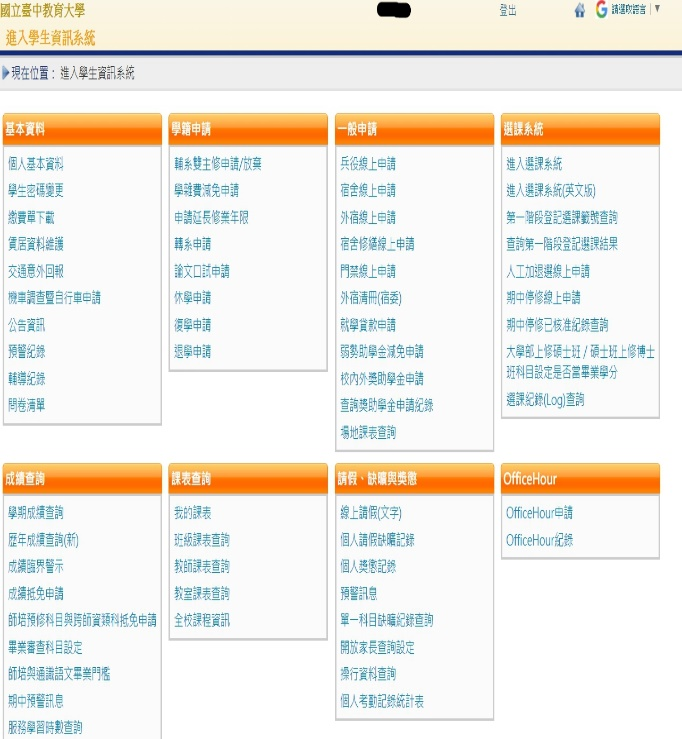 國立臺中教育大學
登出
請選取語言 | ▼
進入學生資訊系統
現在位置： 進入學生資訊系統
基本資料
個人基本資料
學生密碼變更
繳費單下載
賃居資料維護
交通意外回報
機車調查暨自行車申請
公告資訊
預警紀錄
輔導紀錄
問卷清單
學籍申請
輔系雙主修申請/放棄
學雜費減免申請
申請延長修業年限
轉系申請
論文口試申請
休學申請
復學申請
退學申請
一般申請
兵役線上申請
宿舍線上申請
外宿線上申請
宿舍修繕線上申請
門禁線上申請
外宿清冊(宿委)
就學貸款申請
弱勢助學金減免申請
校內外獎助學金申請
查詢獎助學金申請紀錄
場地課表查詢
選課系統
進入選課系統
進入選課系統(英文版)
第一階段登記選課籤號查詢
查詢第一階段登記選課結果
人工加退選線上申請
期中停修線上申請
期中停修已核准紀錄查詢
大學部上修碩士班 / 碩士班上修博士
班科目設定是否當畢業學分
選課紀錄(Log)查詢
成績查詢
學期成績查詢
歷年成績查詢(新)
成績臨界警示
成績抵免申請
師培預修科目與跨師資類科抵免申請
畢業審查科目設定
師培與通識語文畢業門檻
期中預警訊息
服務學習時數查詢
課表查詢
我的課表
班級課表查詢
教師課表查詢
教室課表查詢
全校課程資訊
請假、缺曠與獎懲
線上請假(文字)
個人請假缺曠記錄
個人獎懲記錄
預警訊息
單一科目缺曠紀錄查詢
開放家長查詢設定
操行資料查詢
個人考勤記錄統計表
OfficeHour
OfficeHour申請
OfficeHour紀錄